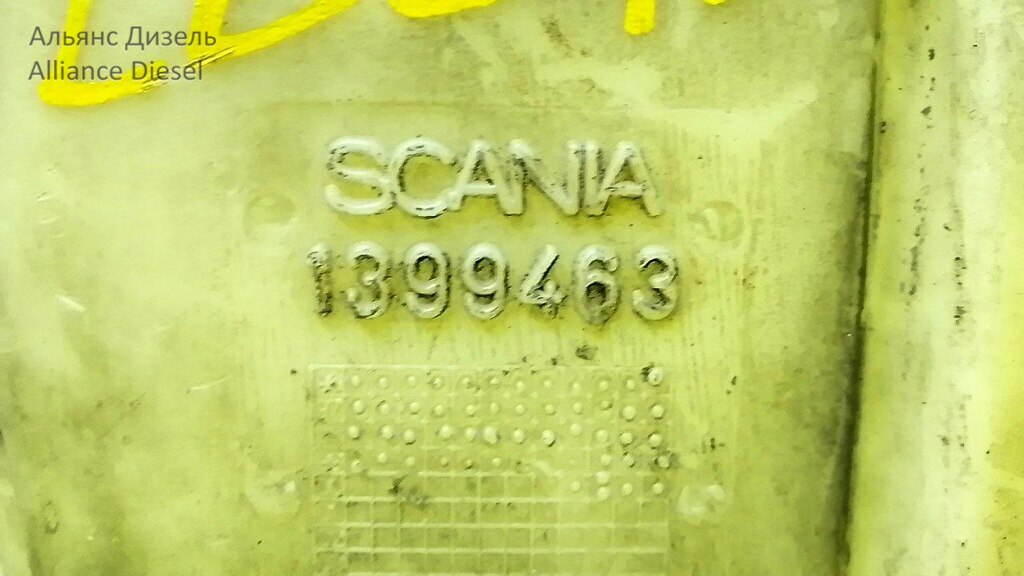 Альянс Дизель
Alliance Diesel
SCANIA
1399463